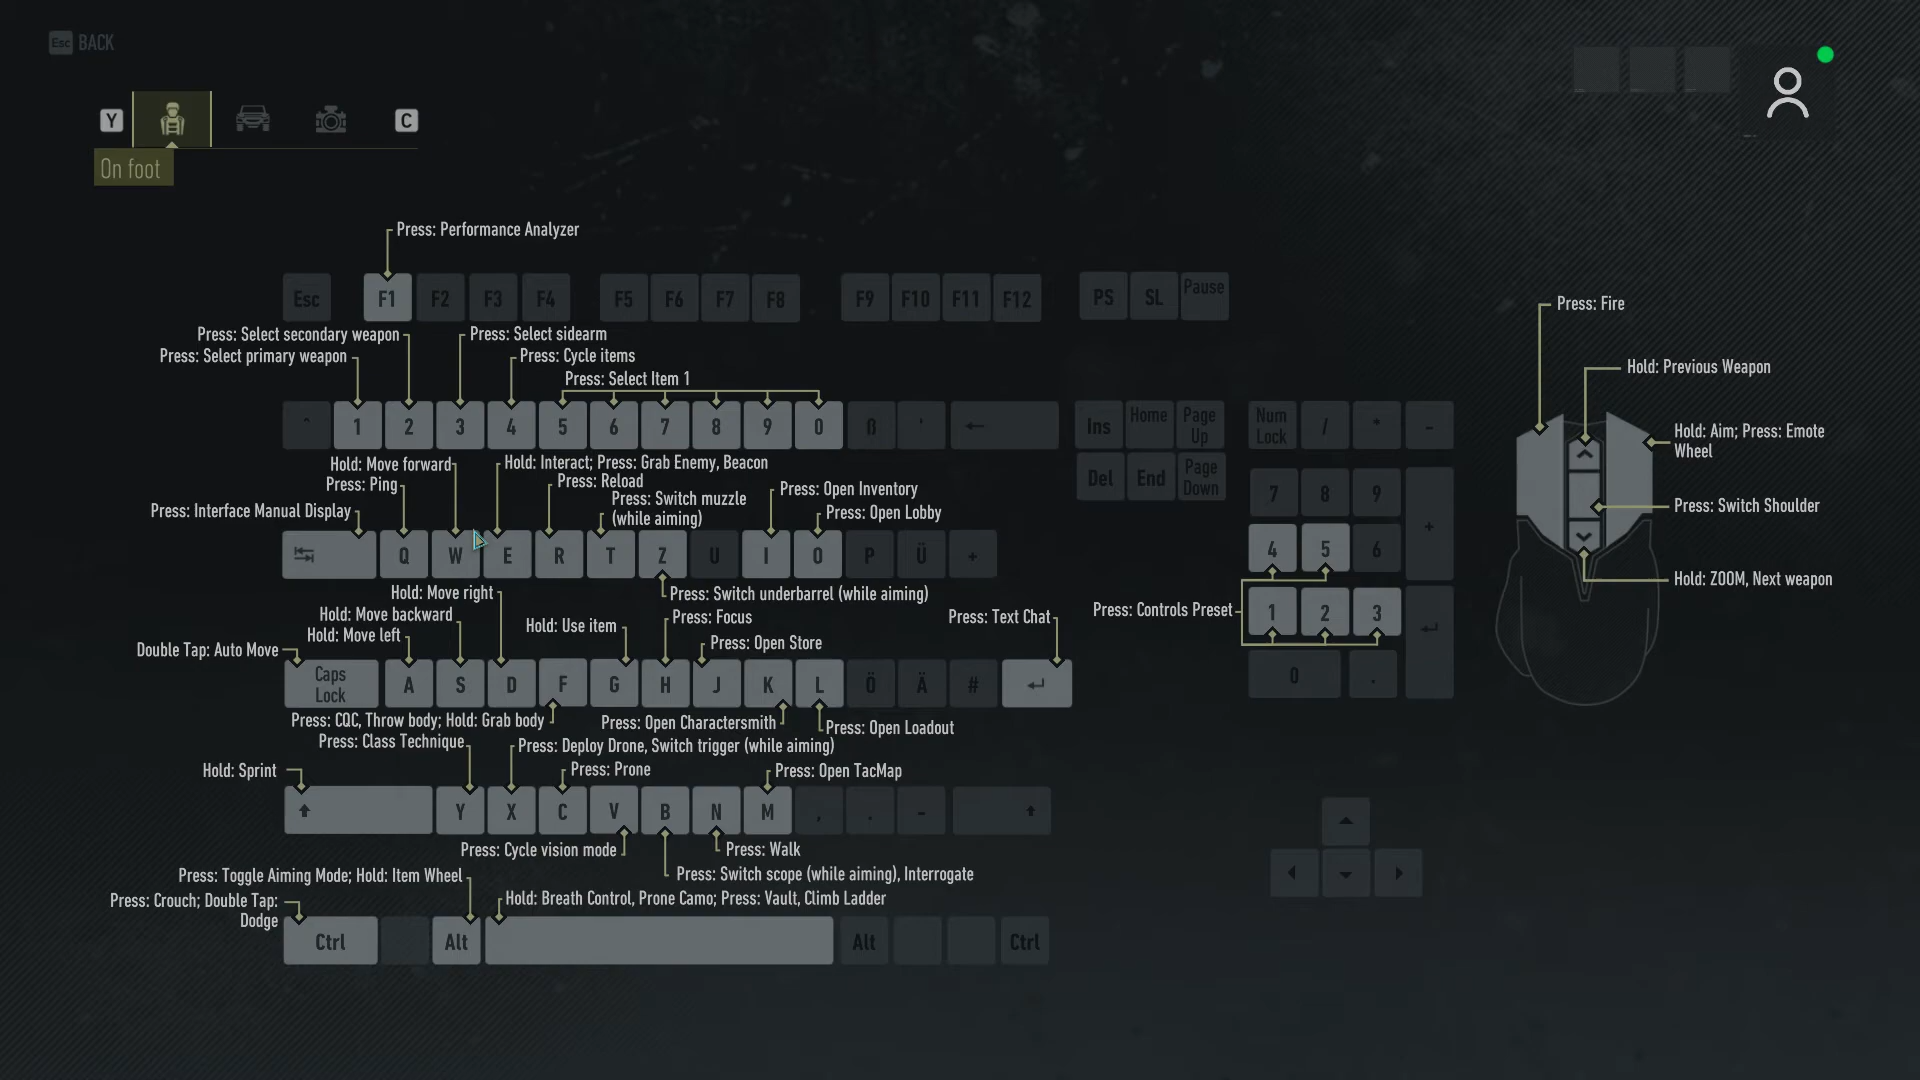 Esc BACK
Y C
On foot
Press: Performance Analyzer
Esc F1 F2 F3 F4 F5 F6 F7 F8 F9 F10 F11 F12 PS SL Pause
Press: Fire
Press: Select secondary weapon Press: Select sidearm
Press: Select primary weapon Press: Cycle items
Press: Select Item 1
Hold: Previous Weapon
^ 1 2 3 4 5 6 7 8 9 0 ß ' ← Ins Home Page Up Num Lock / * -
Hold: Aim; Press: Emote
Wheel
Hold: Move forward Hold: Interact; Press: Grab Enemy, Beacon
Press: Ping Press: Reload
Del End Page Down 7 8 9 +
Press: Switch muzzle
(while aiming)
Press: Open Inventory
Press: Interface Manual Display Press: Open Lobby
Press: Switch Shoulder
Q W E R T Z U I O P Ü + 4 5 6
Hold: ZOOM, Next weapon
Hold: Move right Press: Switch underbarrel (while aiming)
Hold: Move backward Press: Focus Press: Text Chat
Hold: Move left Hold: Use item Press: Open Store
Press: Controls Preset 1 2 3
Double Tap: Auto Move
Caps Lock A S D F G H J K L Ö Ä # 0 .
Press: CQC, Throw body; Hold: Grab body Press: Open Charactersmith Press: Open Loadout
Press: Class Technique Press: Deploy Drone, Switch trigger (while aiming)
Hold: Sprint Press: Prone Press: Open TacMap
Y X C V B N M , . -
Press: Cycle vision mode Press: Walk
Press: Toggle Aiming Mode; Hold: Item Wheel Press: Switch scope (while aiming), Interrogate
Press: Crouch; Double Tap:
Dodge
Hold: Breath Control, Prone Camo; Press: Vault, Climb Ladder
Ctrl Alt Alt Ctrl